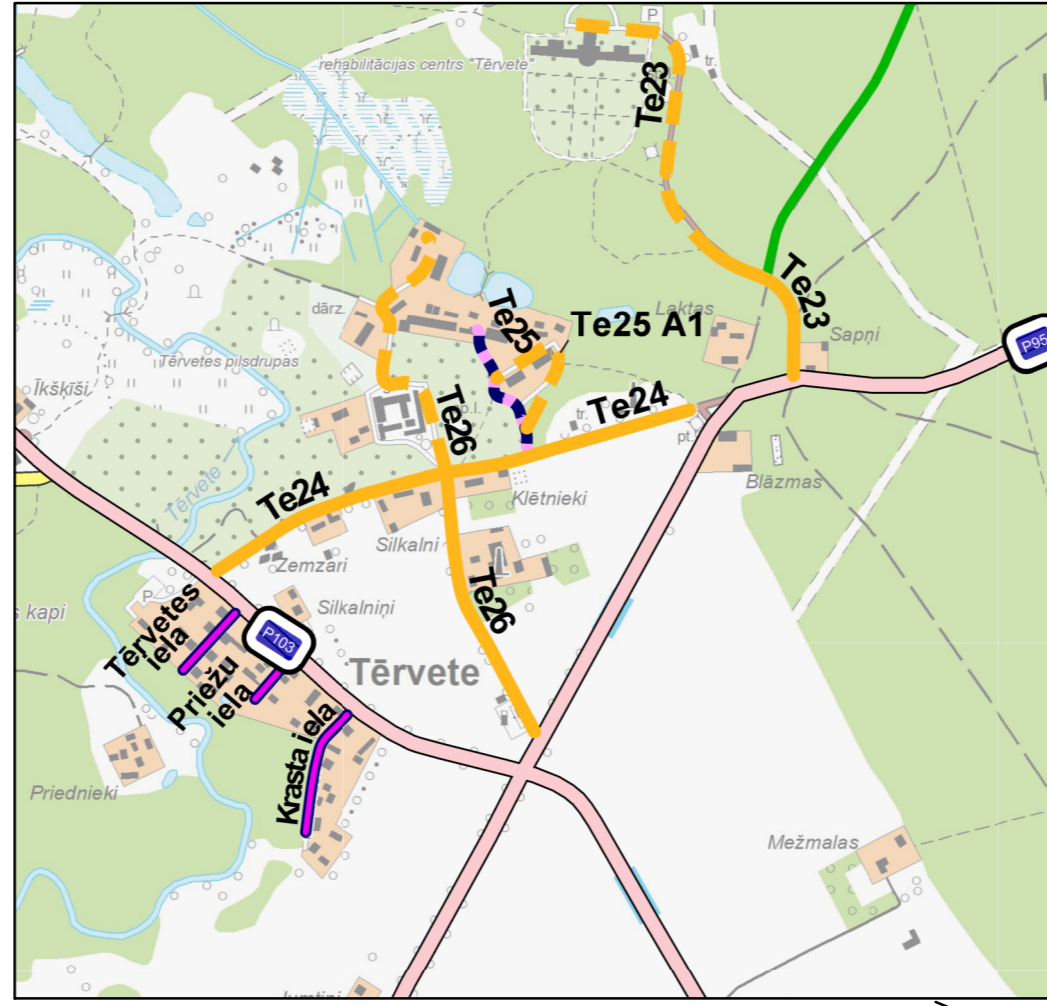 P
tr.
rehabilitācijas centrs "Tērvete"
Te23
Te23
Laktas
Sapņi
P95
dārz.
Te25
Te25 A1
Tērvetes pilsdrupas
Īkšķīši
p.l.
Te26
Te24
tr.
pt.
Blāzmas
Tērvete
Te24
Klētnieki
Silkalni
Zemzari
Te26
P
Silkalniņi
s kapi
Tērvetes
iela
P103
Priežu
iela
Tērvete
Krasta iela
Priednieki
Mežmalas